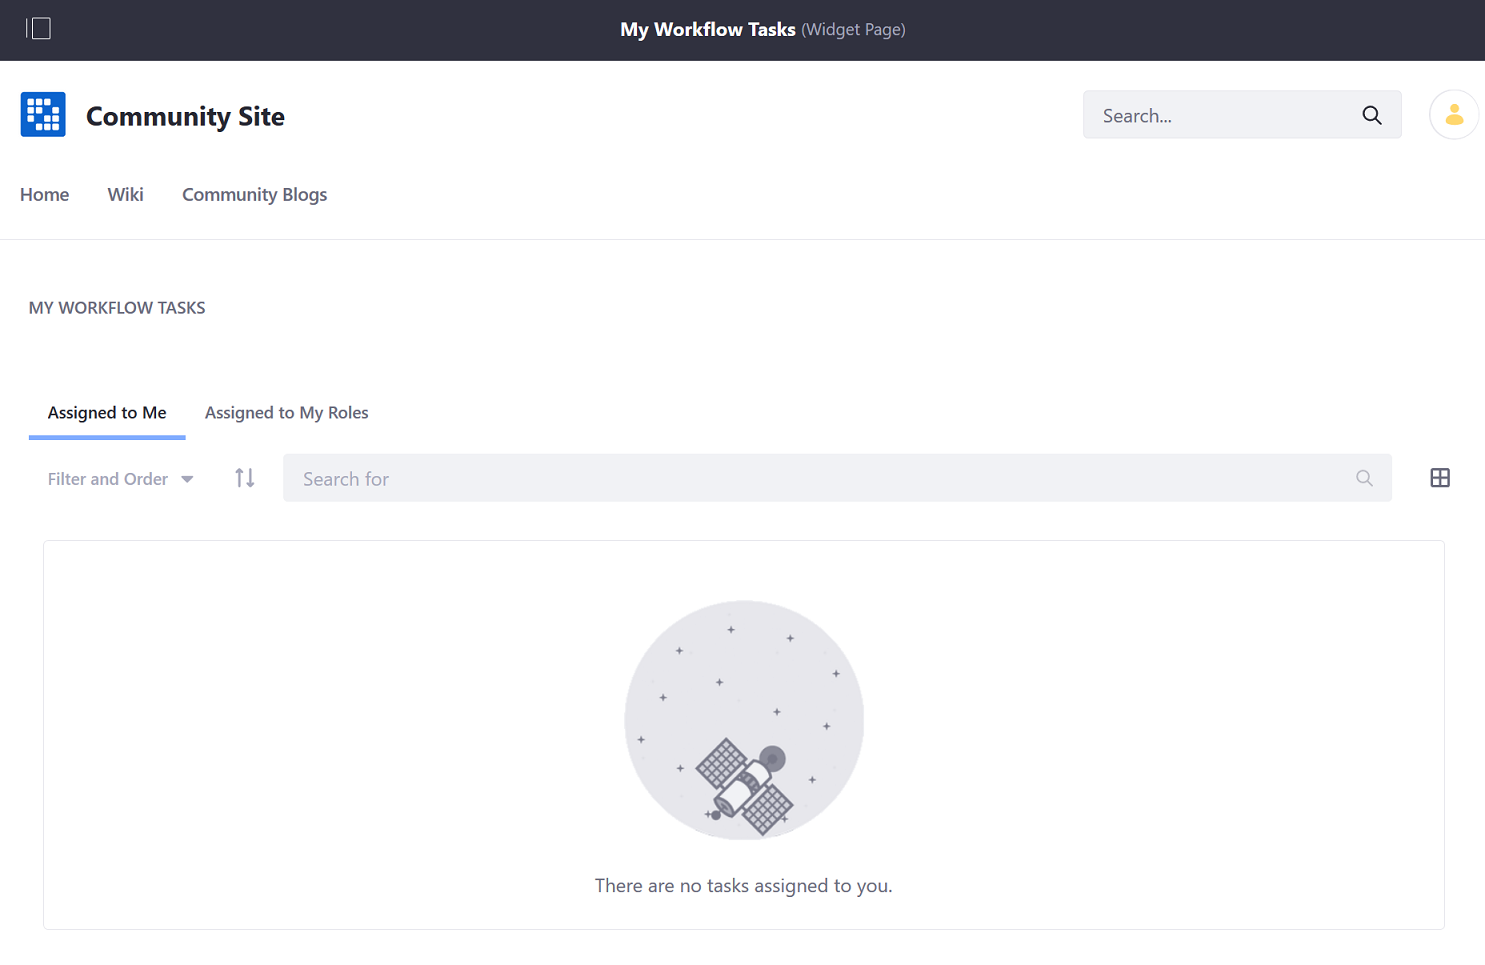 My Workflow Tasks (Widget Page)
Community Site
Search...
Home Wiki Community Blogs
MY WORKFLOW TASKS
Assigned to Me Assigned to My Roles
Filter and Order Search for
There are no tasks assigned to you.